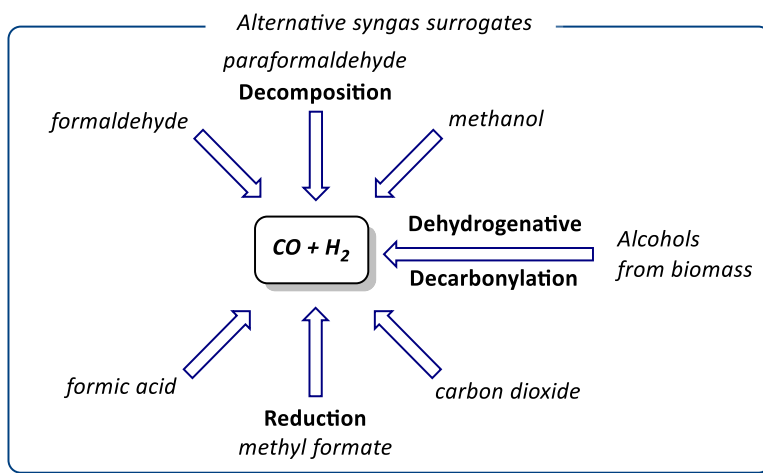 Alternative syngas surrogates
paraformaldehyde
Decomposition
formaldehyde
methanol
CO + H2
Dehydrogenative
Decarbonylation
Alcohols
from biomass
formic acid
carbon dioxide
Reduction
methyl formate